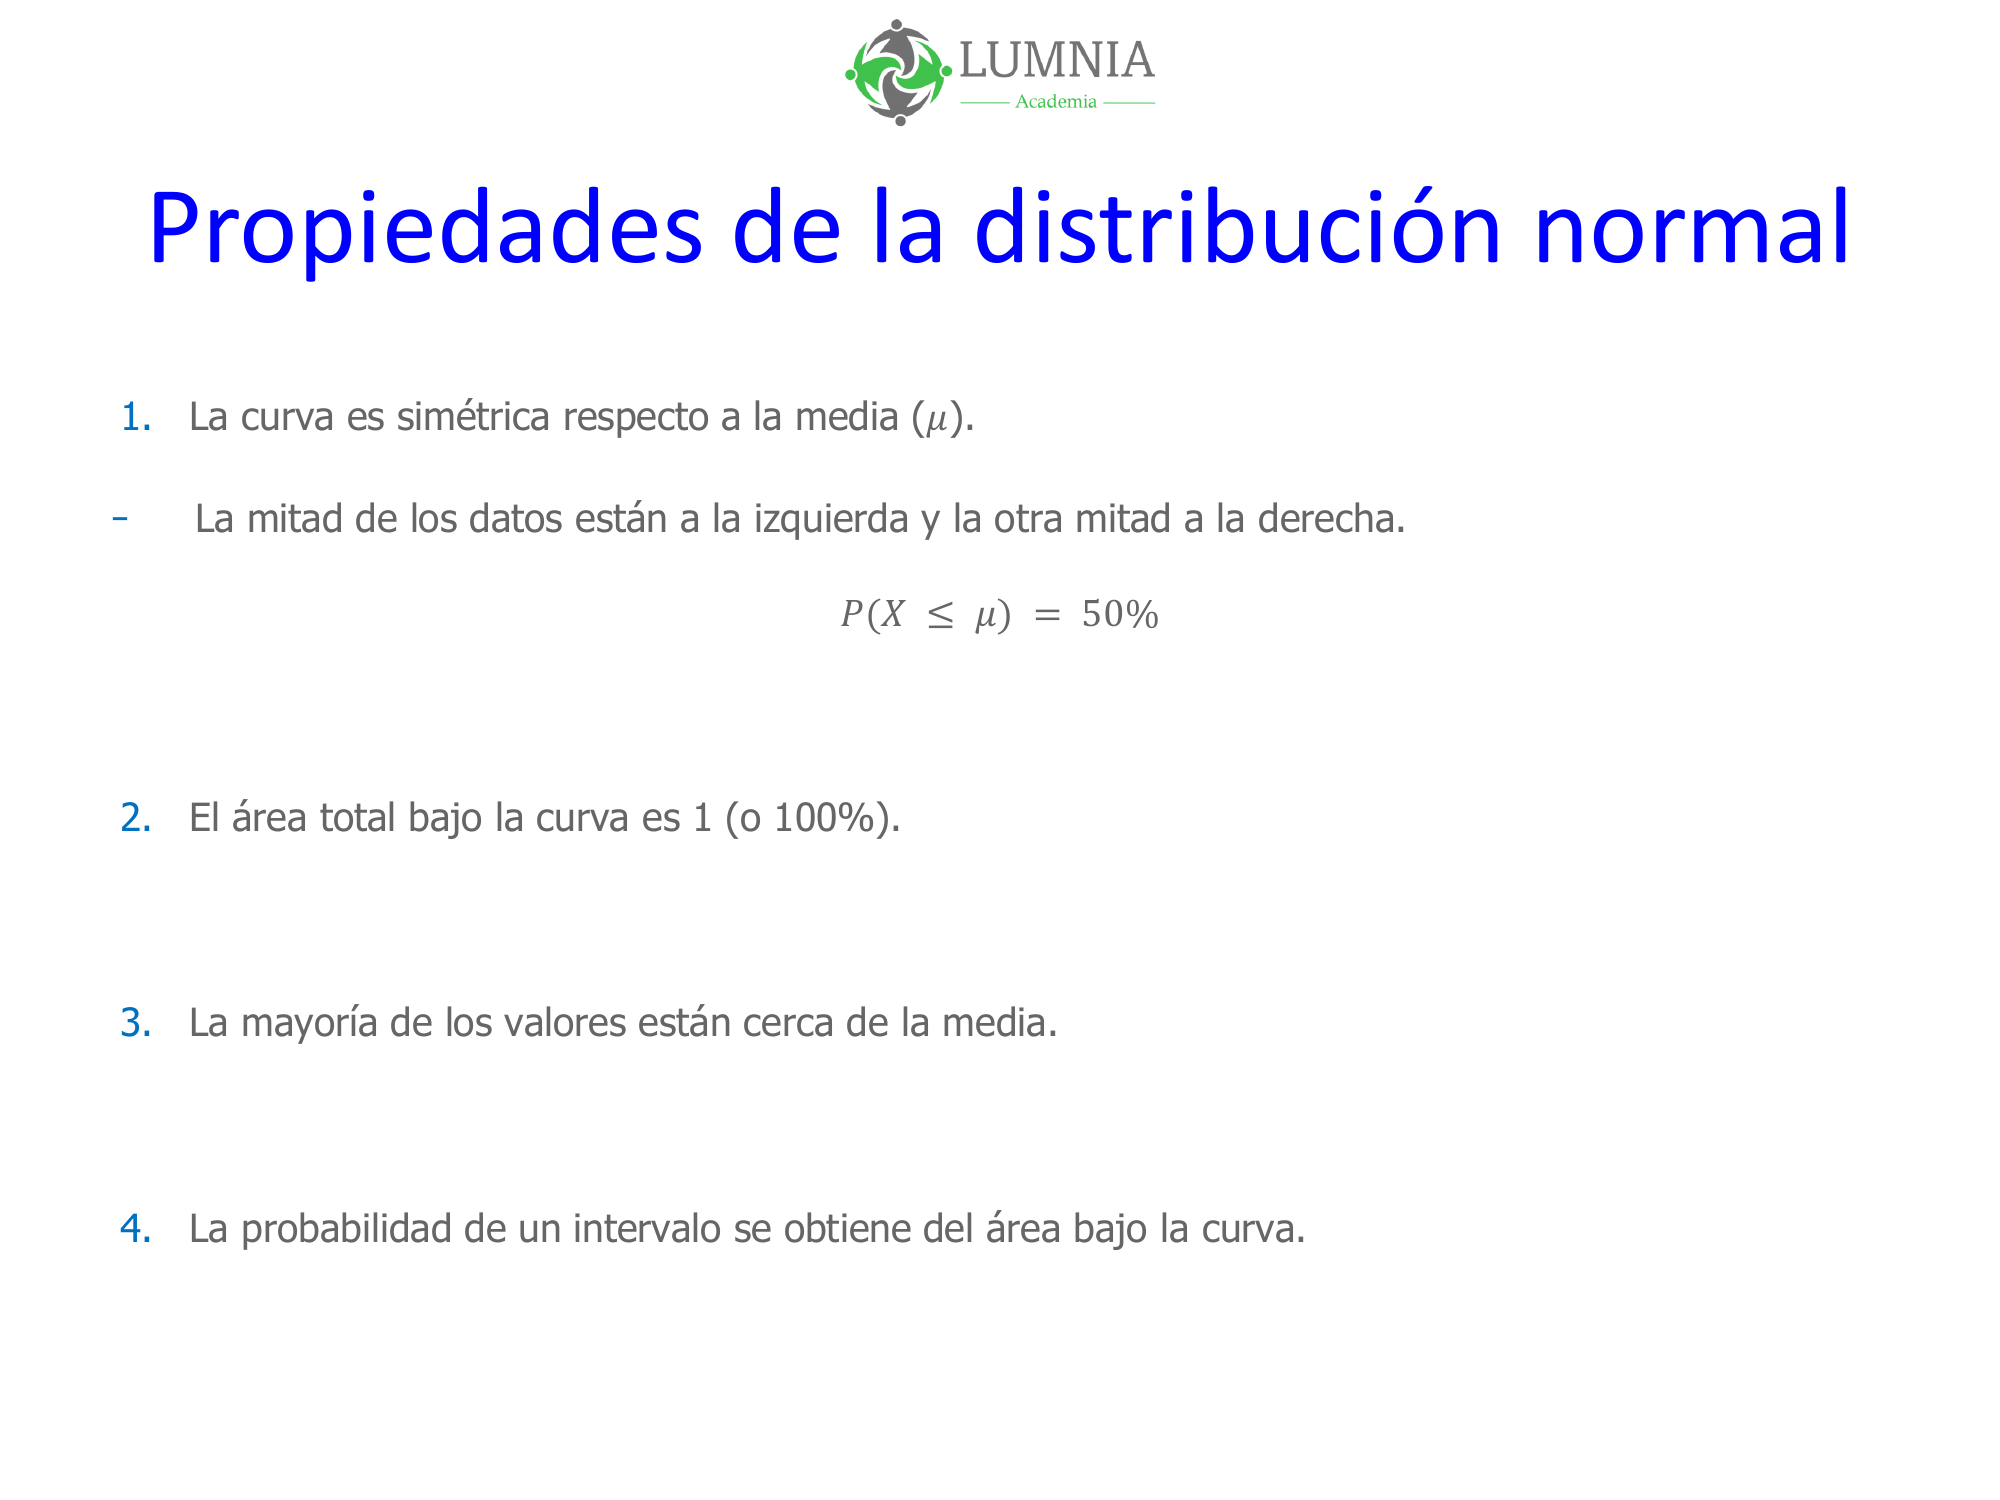 LUMNIA
Academia
Propiedades de la distribución normal
1. La curva es simétrica respecto a la media (𝜇).
- La mitad de los datos están a la izquierda y la otra mitad a la derecha.
𝑃(𝑋 ≤ 𝜇) = 50%
2. El área total bajo la curva es 1 (o 100%).
3. La mayoría de los valores están cerca de la media.
4. La probabilidad de un intervalo se obtiene del área bajo la curva.